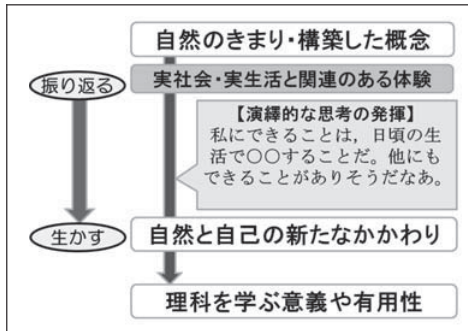 自然のきまり・構築した概念
振り返る
実社会・実生活と関連のある体験
【演繹的な思考の発揮】
私にできることは，日頃の生
活で〇〇することだ。他にも
できることがありそうだなあ。
生かす
自然と自己の新たなかかわり
理科を学ぶ意義や有用性